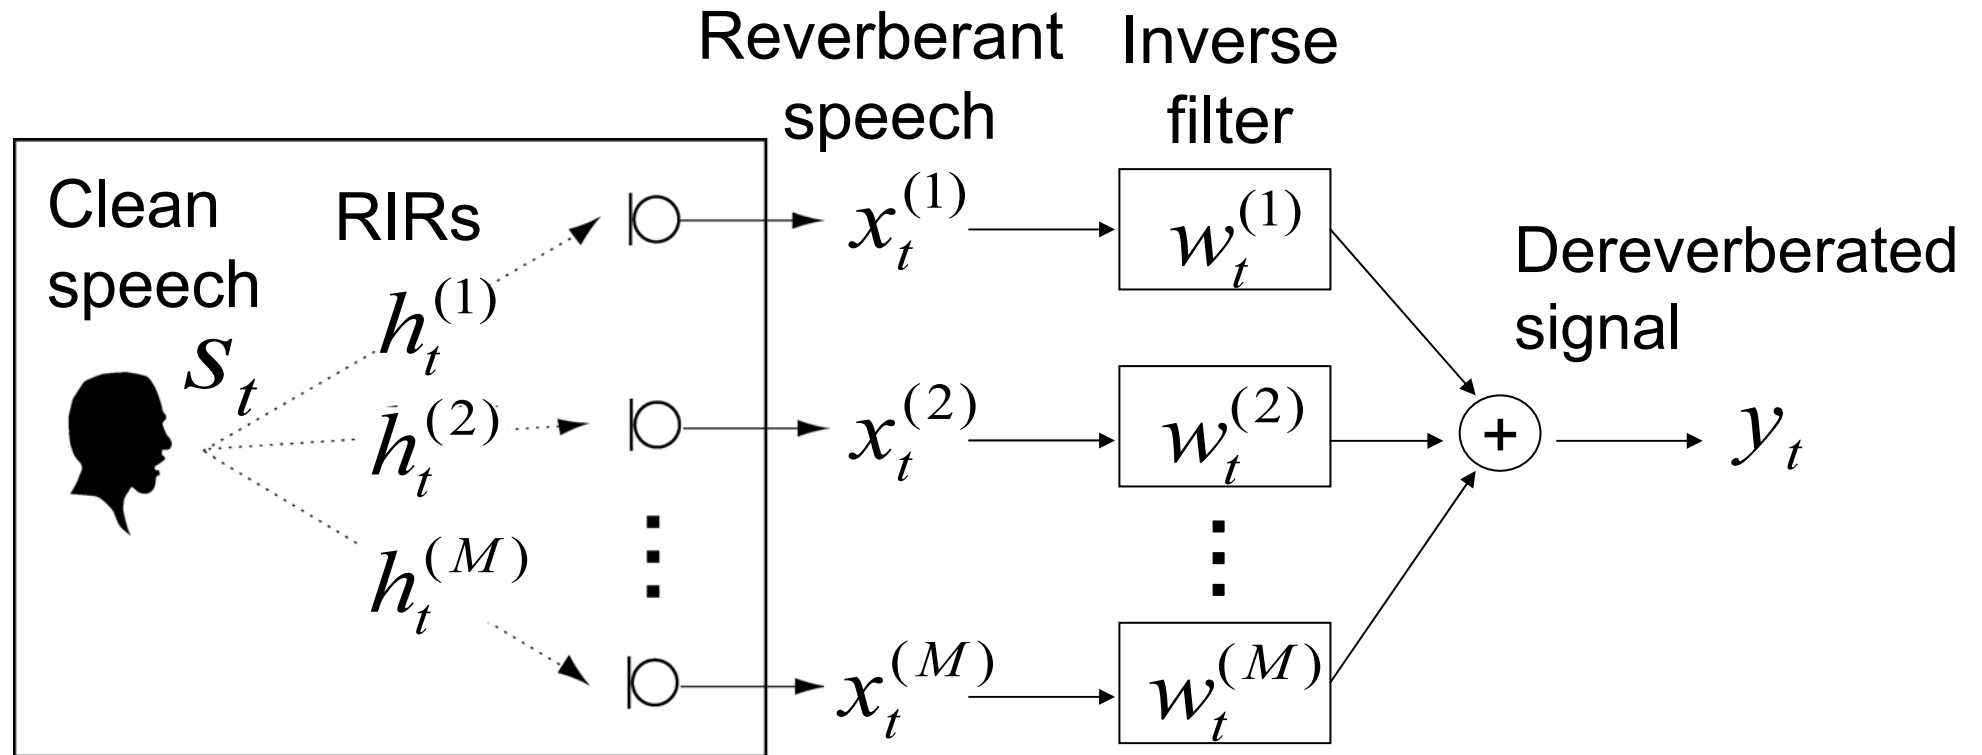 Reverberant
speech
Inverse
filter
Clean
speech
s_t
RIRs
h_t^{(1)}
h_t^{(2)}
h_t^{(M)}
x_t^{(1)}
x_t^{(2)}
x_t^{(M)}
w_t^{(1)}
w_t^{(2)}
w_t^{(M)}
+
Dereverberated
signal
y_t